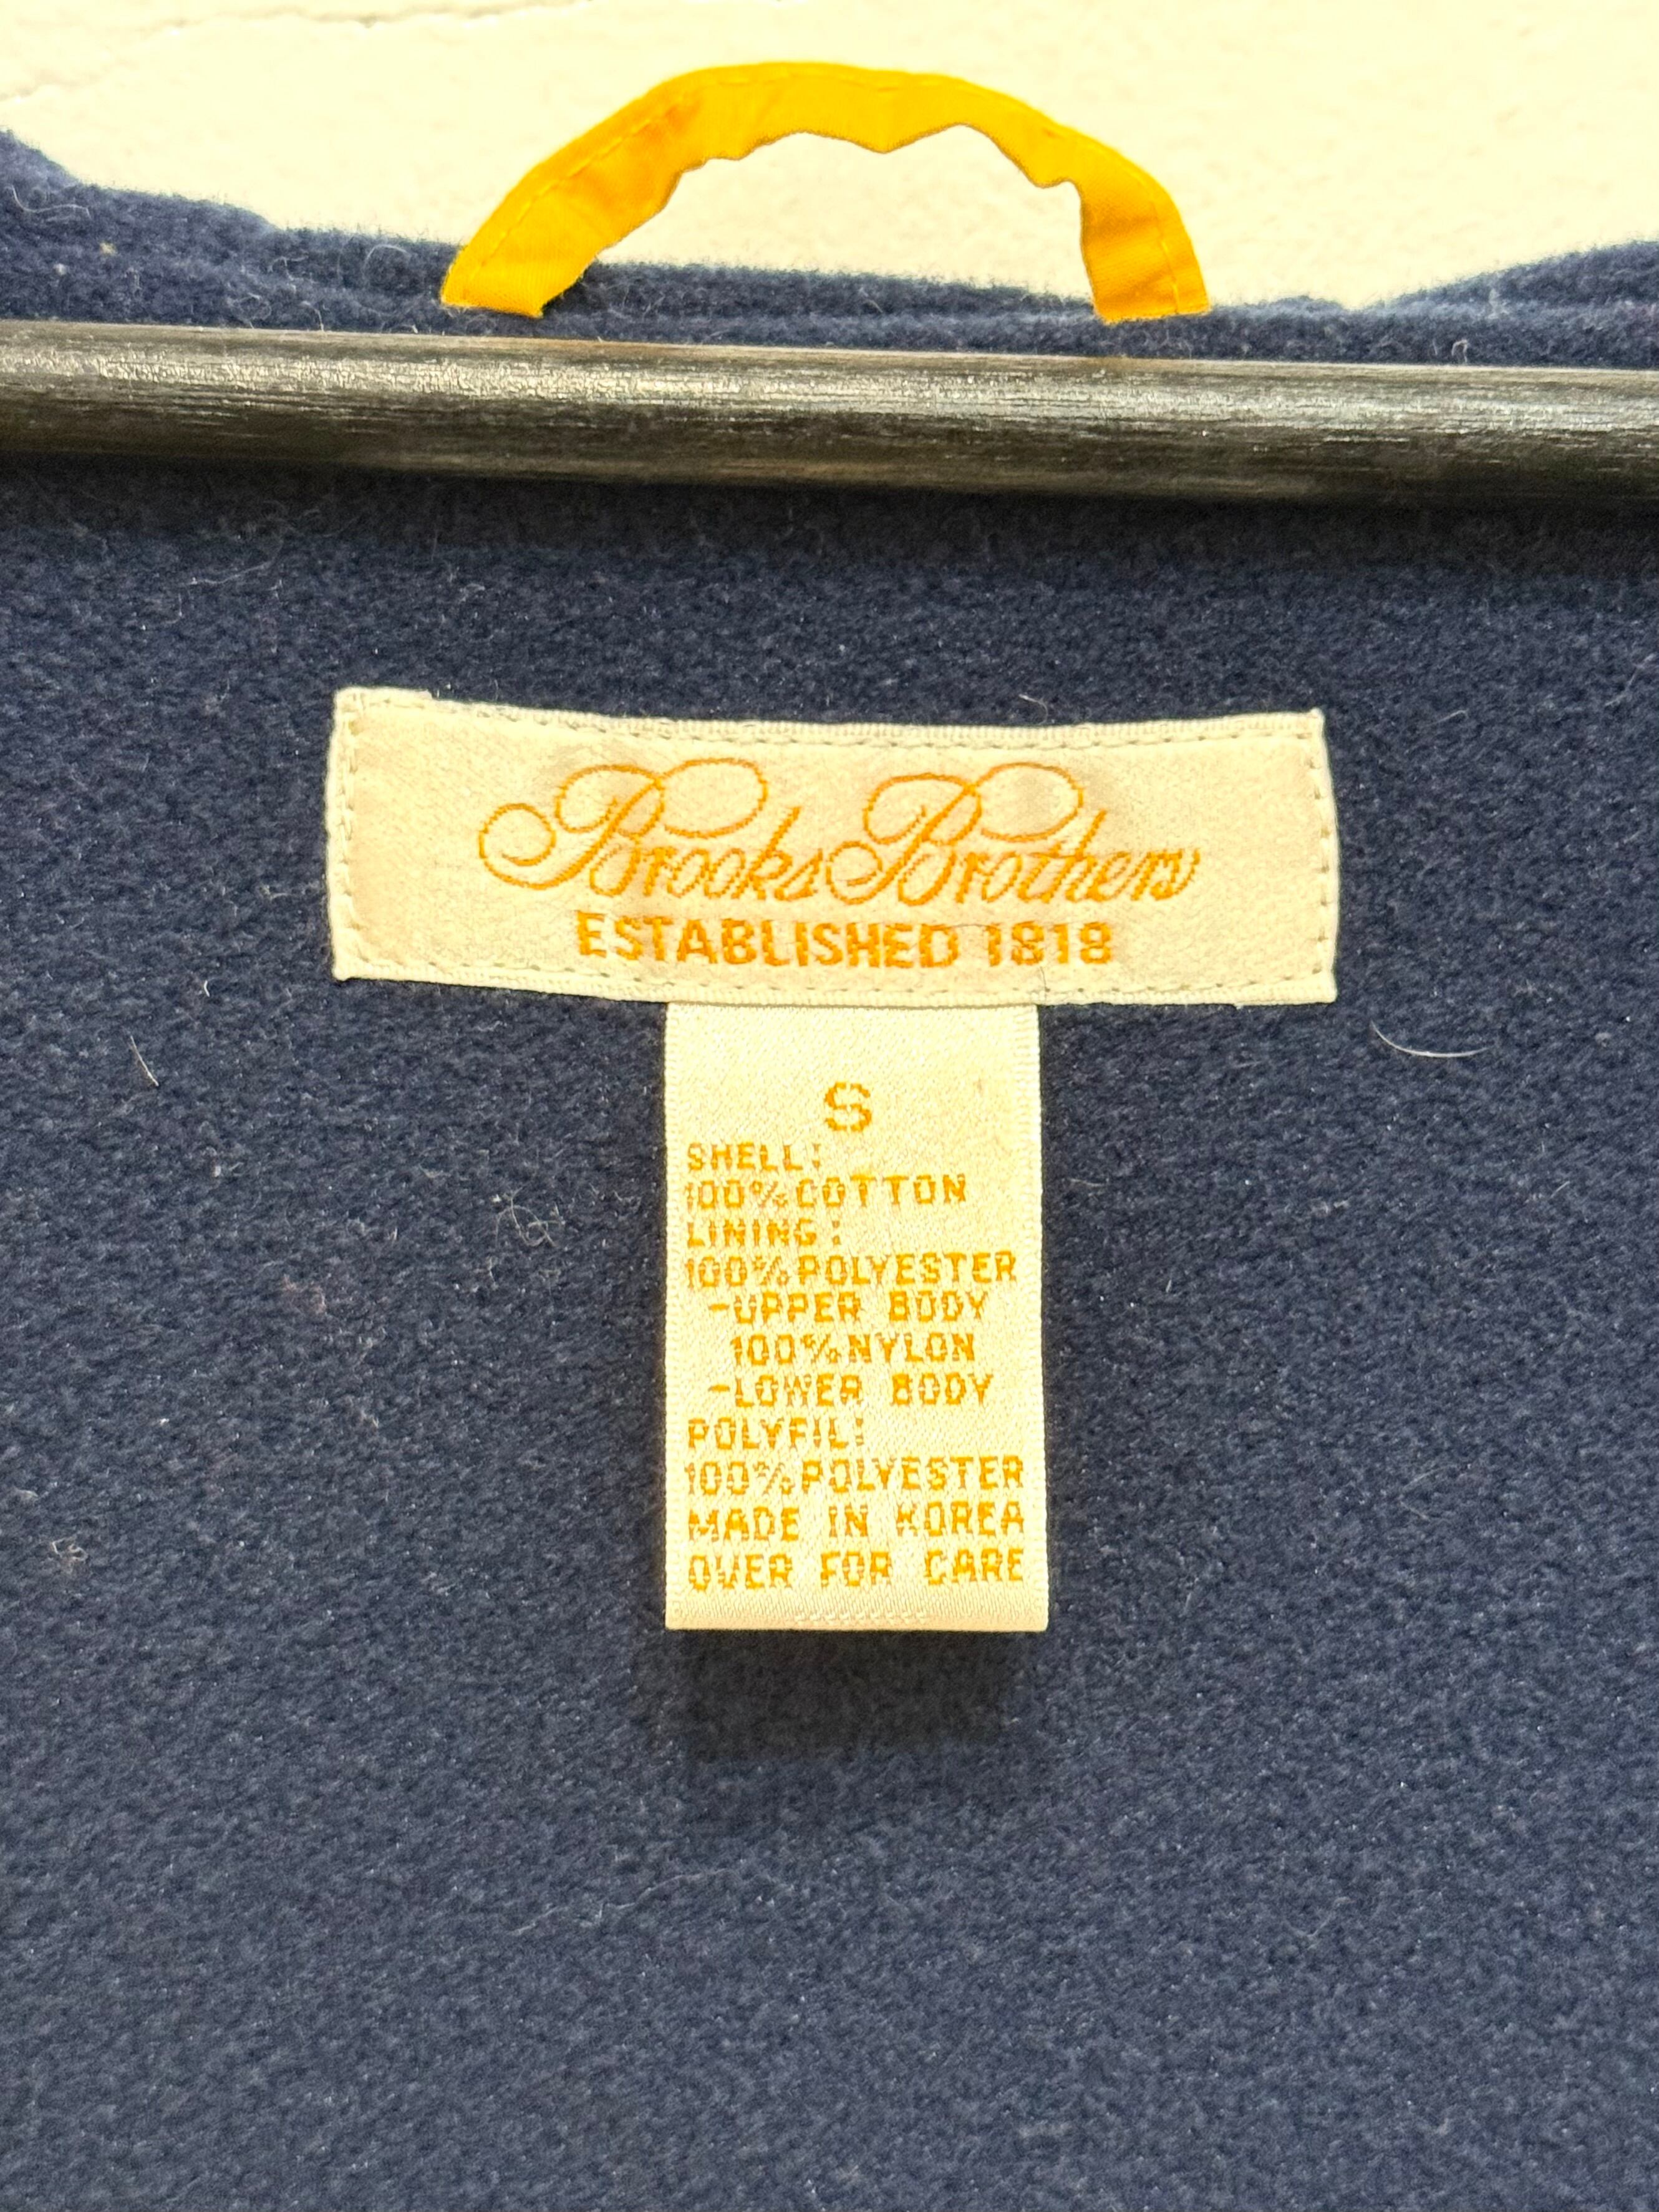 Brooks Brothers
ESTABLISHED 1818
S
SHELL:
100%COTTON
LINING:
100%POLYESTER
-UPPER BODY
100%NYLON
-LOWER BODY
POLYFIL:
100%POLYESTER
MADE IN KOREA
OVER FOR CARE